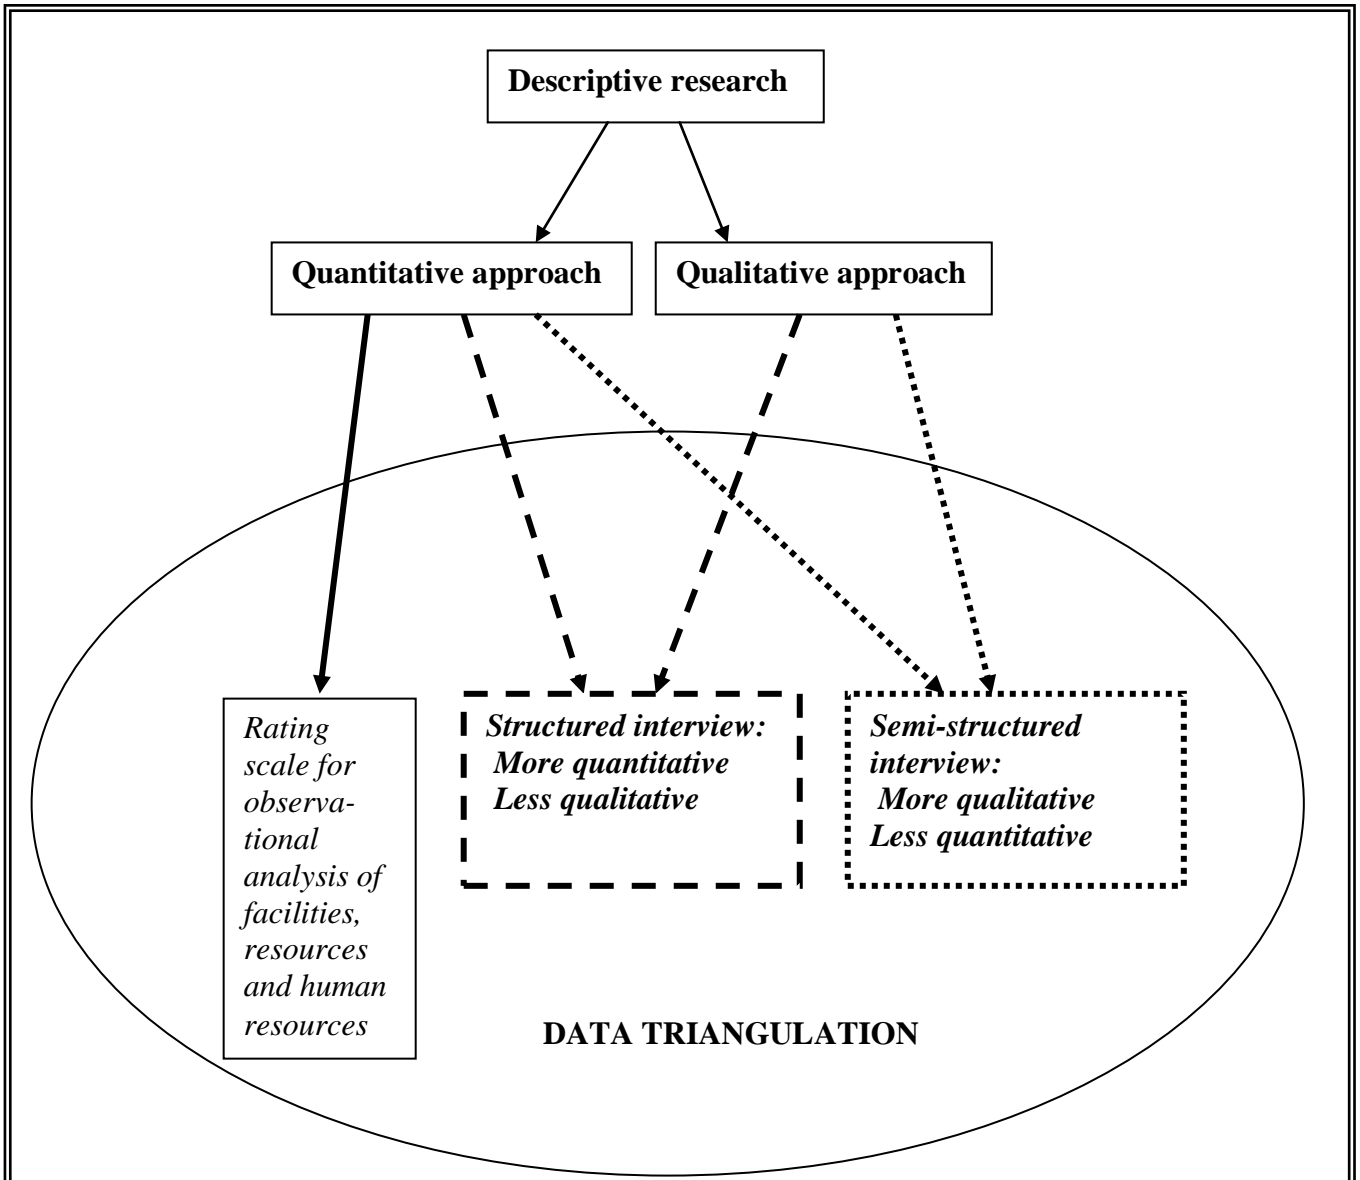 Descriptive research
Quantitative approach
Qualitative approach
Rating
scale for
observa-
tional
analysis of
facilities,
resources
and human
resources
Structured interview:
More quantitative
Less qualitative
Semi-structured
interview:
More qualitative
Less quantitative
DATA TRIANGULATION